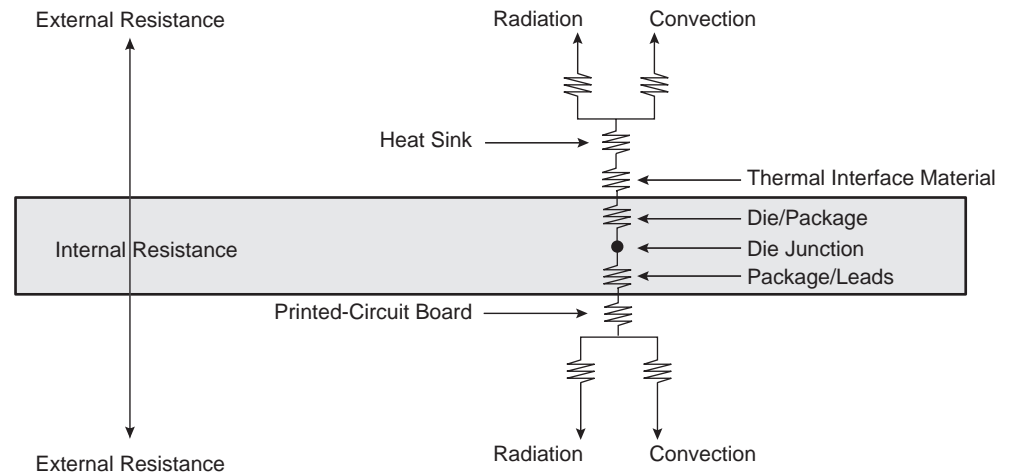 External Resistance
Radiation
Convection
Heat Sink
Thermal Interface Material
Die/Package
Internal Resistance
Die Junction
Package/Leads
Printed-Circuit Board
Radiation
Convection
External Resistance